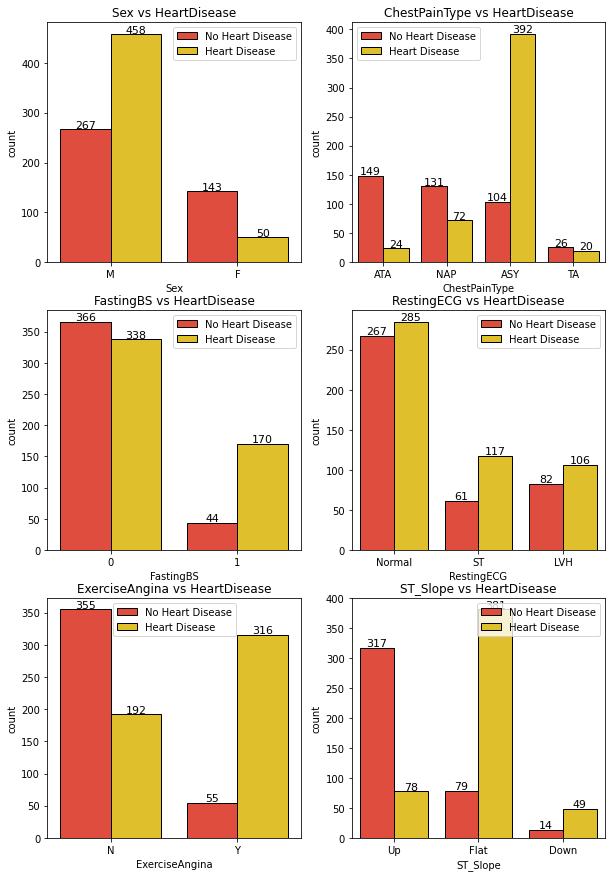 Sex vs HeartDisease
No Heart Disease
Heart Disease
count
400
300
200
100
0
267
458
143
50
M
F
Sex
ChestPainType vs HeartDisease
No Heart Disease
Heart Disease
count
400
350
300
250
200
150
100
50
0
149
24
131
72
104
392
26
20
ATA
NAP
ASY
TA
ChestPainType
FastingBS vs HeartDisease
No Heart Disease
Heart Disease
count
350
300
250
200
150
100
50
0
366
338
44
170
0
1
FastingBS
RestingECG vs HeartDisease
No Heart Disease
Heart Disease
count
250
200
150
100
50
0
267
285
61
117
82
106
Normal
ST
LVH
RestingECG
ExerciseAngina vs HeartDisease
No Heart Disease
Heart Disease
count
350
300
250
200
150
100
50
0
355
192
55
316
N
Y
ExerciseAngina
ST_Slope vs HeartDisease
No Heart Disease
Heart Disease
count
400
350
300
250
200
150
100
50
0
317
78
79
14
49
Up
Flat
Down
ST_Slope